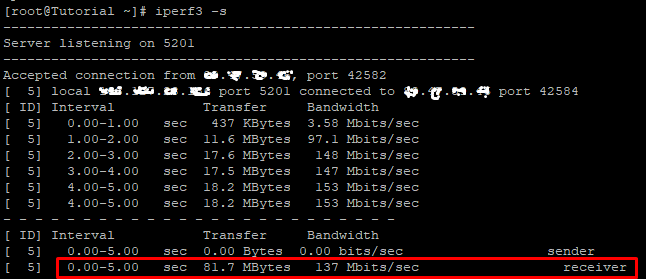 [root@Tutorial ~]# iperf3 -s
-----------------------------------------------------------
Server listening on 5201
-----------------------------------------------------------
Accepted connection from , port 42582
[  5] local port 5201 connected to port 42584
[ ID] Interval           Transfer     Bandwidth
[  5]   0.00-1.00   sec   437 KBytes  3.58 Mbits/sec
[  5]   1.00-2.00   sec  11.6 MBytes  97.1 Mbits/sec
[  5]   2.00-3.00   sec  17.6 MBytes   148 Mbits/sec
[  5]   3.00-4.00   sec  17.5 MBytes   147 Mbits/sec
[  5]   4.00-5.00   sec  18.2 MBytes   153 Mbits/sec
[  5]   4.00-5.00   sec  18.2 MBytes   153 Mbits/sec
- - - - - - - - - - - - - - - - - - - - - - - - -
[ ID] Interval           Transfer     Bandwidth
[  5]   0.00-5.00   sec  0.00 Bytes  0.00 bits/sec                  sender
[  5]   0.00-5.00   sec  81.7 MBytes   137 Mbits/sec                  receiver